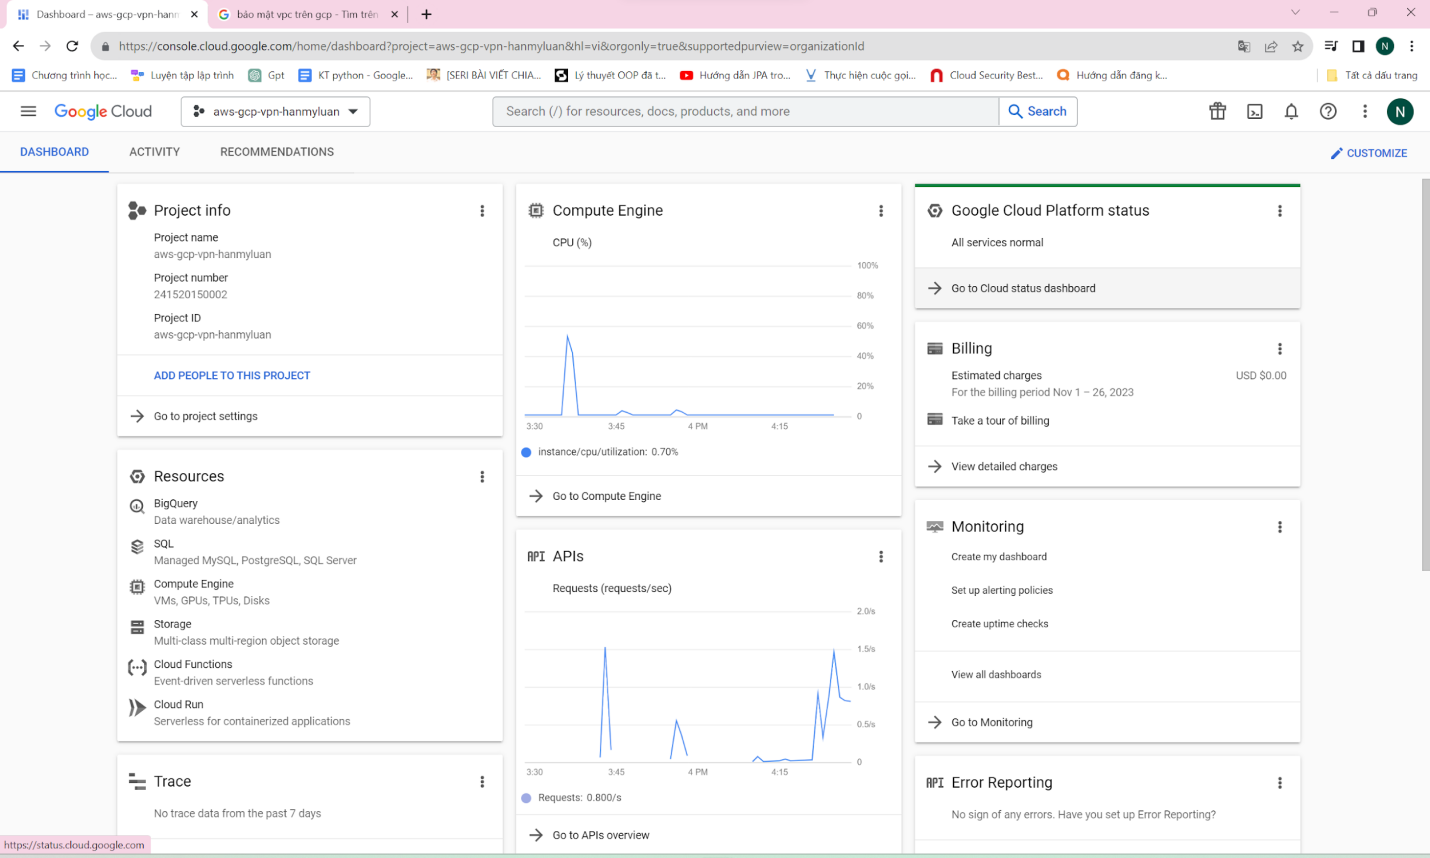 Dashboard – aws-gcp-vpn-hanm
bảo mật vpc trên gcp - Tìm trên
https://console.cloud.google.com/home/dashboard?project=aws-gcp-vpn-hanmyluan&hl=vi&orgonly=true&supportedpurview=organizationId
N
Chương trình học...
Luyện tập lập trình
Gpt
KT python - Google...
[SERI BÀI VIẾT CHIA...
Lý thuyết OOP đã t...
Hướng dẫn JPA tro...
Thực hiện cuộc gọi...
Cloud Security Best...
Hướng dẫn đăng k...
Tất cả dấu trang
Google Cloud
aws-gcp-vpn-hanmyluan
Search (/) for resources, docs, products, and more
Search
N
DASHBOARD
ACTIVITY
RECOMMENDATIONS
CUSTOMIZE
Project info
Project name
aws-gcp-vpn-hanmyluan
Project number
241520150002
Project ID
aws-gcp-vpn-hanmyluan
ADD PEOPLE TO THIS PROJECT
Go to project settings
Resources
BigQuery
Data warehouse/analytics
SQL
Managed MySQL, PostgreSQL, SQL Server
Compute Engine
VMs, GPUs, TPUs, Disks
Storage
Multi-class multi-region object storage
Cloud Functions
Event-driven serverless functions
Cloud Run
Serverless for containerized applications
Trace
No trace data from the past 7 days
Compute Engine
CPU (%)
100%
80%
60%
40%
20%
0
3:30
3:45
4 PM
4:15
instance/cpu/utilization: 0.70%
Go to Compute Engine
API APIs
Requests (requests/sec)
2.0/s
1.5/s
1.0/s
0.5/s
0
3:30
3:45
4 PM
4:15
Requests: 0.800/s
Go to APIs overview
Google Cloud Platform status
All services normal
Go to Cloud status dashboard
Billing
Estimated charges
USD $0.00
For the billing period Nov 1 – 26, 2023
Take a tour of billing
View detailed charges
Monitoring
Create my dashboard
Set up alerting policies
Create uptime checks
View all dashboards
Go to Monitoring
API Error Reporting
No sign of any errors. Have you set up Error Reporting?
https://status.cloud.google.com